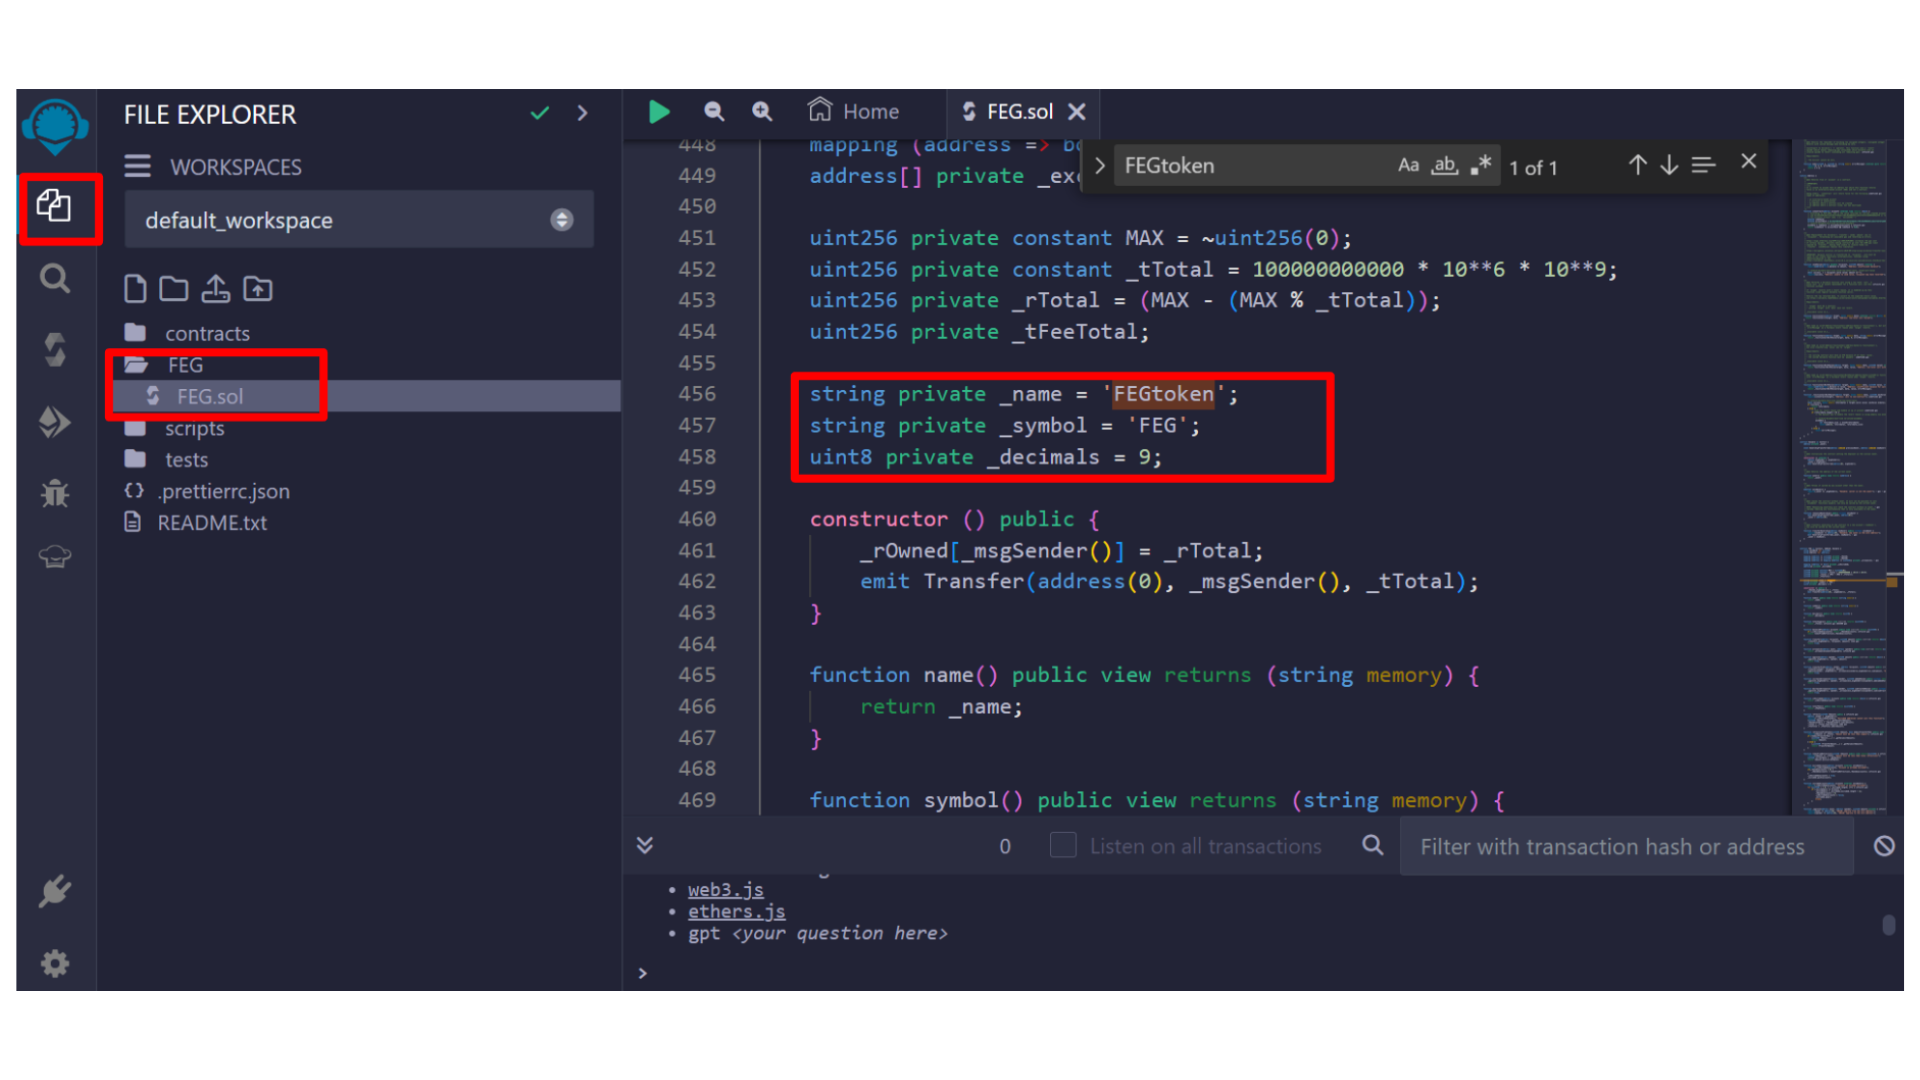 FILE EXPLORER
WORKSPACES
default_workspace
contracts
FEG
FEG.sol
scripts
tests
{} .prettierrc.json
README.txt
Home
FEG.sol
FEGtoken
Aa ab .* 1 of 1
448 mapping (address =>
449 address[] private
450
451 uint256 private constant MAX = ~uint256(0);
452 uint256 private constant _tTotal = 100000000000 * 10**6 * 10**9;
453 uint256 private _rTotal = (MAX - (MAX % _tTotal));
454 uint256 private _tFeeTotal;
455
456 string private _name = 'FEGtoken';
457 string private _symbol = 'FEG';
458 uint8 private _decimals = 9;
459
460 constructor () public {
461 _rOwned[_msgSender()] = _rTotal;
462 emit Transfer(address(0), _msgSender(), _tTotal);
463 }
464
465 function name() public view returns (string memory) {
466 return _name;
467 }
468
469 function symbol() public view returns (string memory) {
0 Listen on all transactions Filter with transaction hash or address
• web3.js
• ethers.js
• gpt <your question here>
>